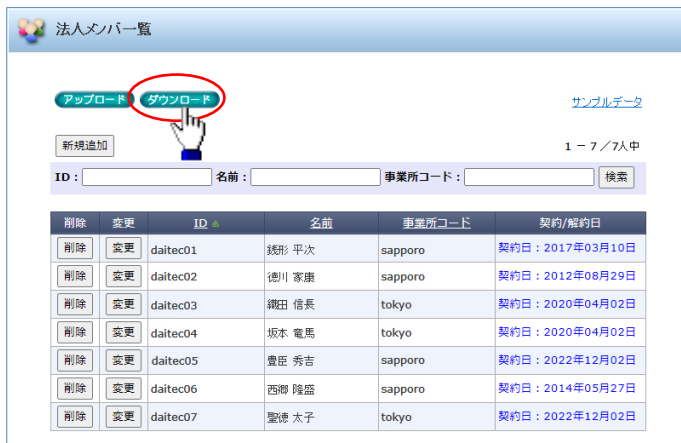 法人メンバ一覧
アップロード ダウンロード サンプルデータ
新規追加 1 － 7／7人中
ID： 名前： 事業所コード： 検索
削除 変更 ID 名前 事業所コード 契約/解約日
削除 変更 daitec01 銭形 平次 sapporo 契約日：2017年03月10日
削除 変更 daitec02 徳川 家康 sapporo 契約日：2012年08月29日
削除 変更 daitec03 織田 信長 tokyo 契約日：2020年04月02日
削除 変更 daitec04 坂本 竜馬 tokyo 契約日：2020年04月02日
削除 変更 daitec05 豊臣 秀吉 sapporo 契約日：2022年12月02日
削除 変更 daitec06 西郷 隆盛 sapporo 契約日：2014年05月27日
削除 変更 daitec07 聖徳 太子 tokyo 契約日：2022年12月02日